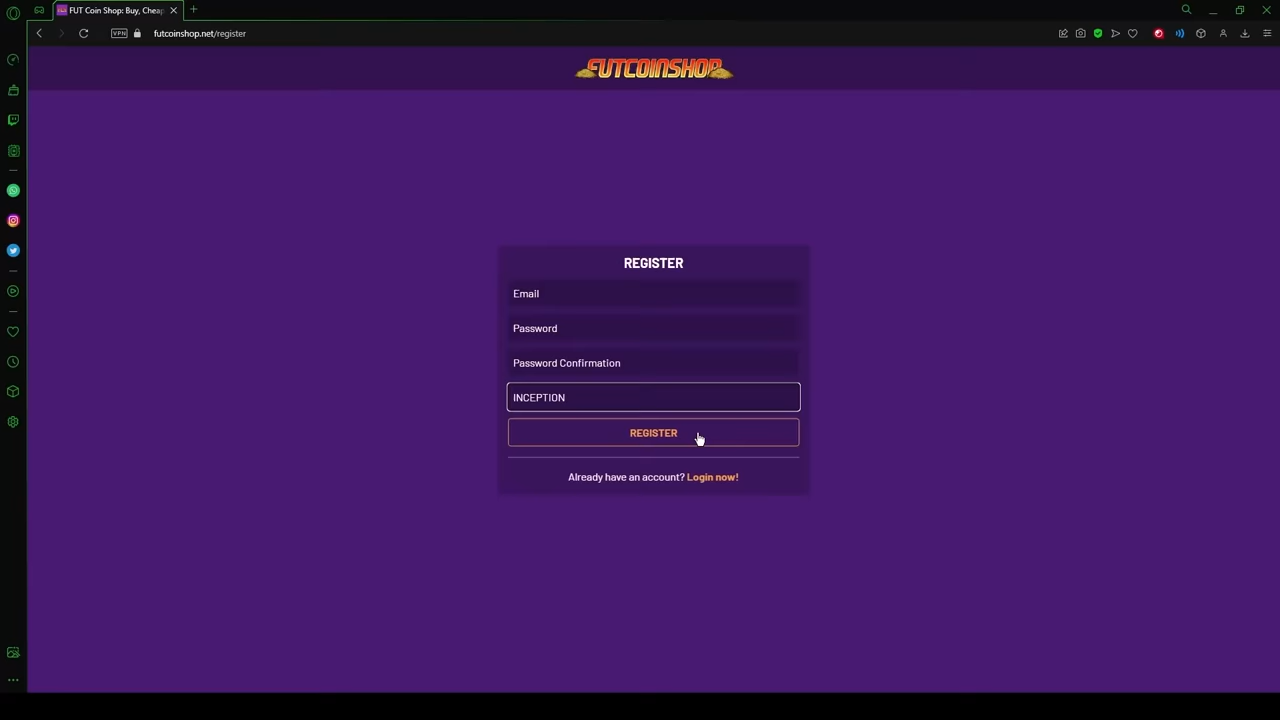 FUT Coin Shop: Buy, Cheap
VPN
futcoinshop.net/register
FUTCOINSHOP
REGISTER
Email
Password
Password Confirmation
INCEPTION
REGISTER
Already have an account? Login now!